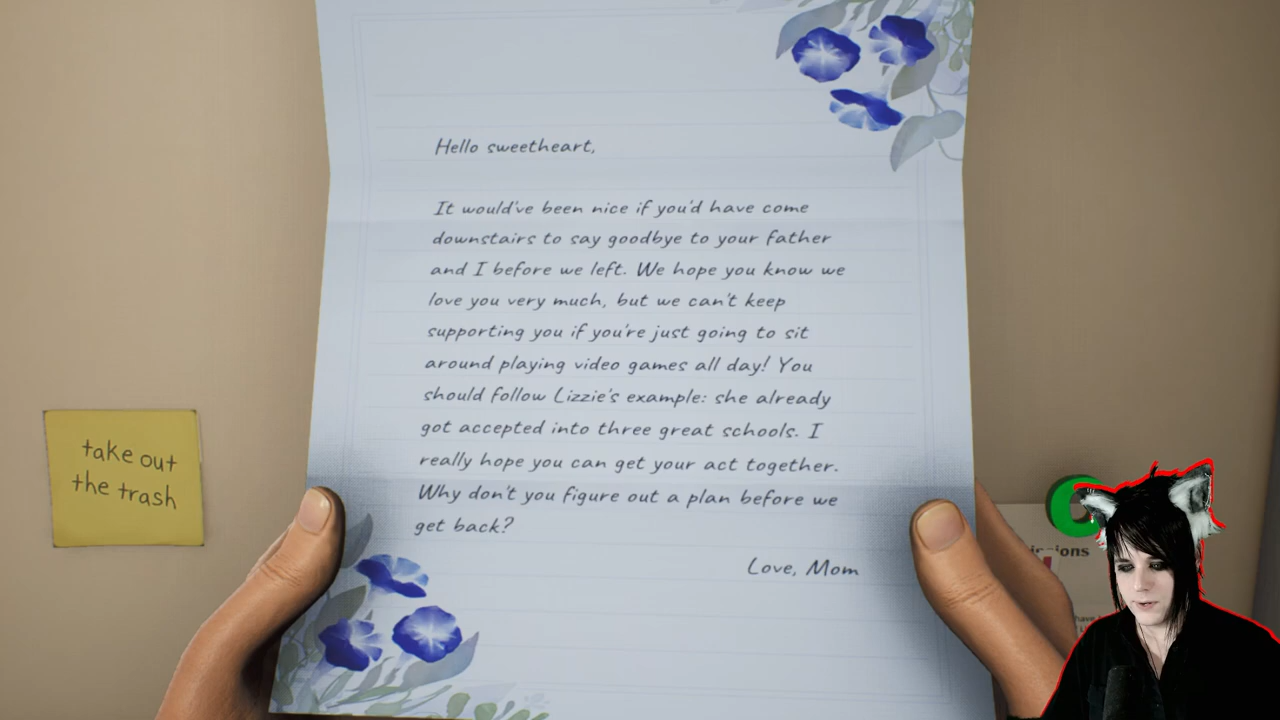 Hello sweetheart,
It would've been nice if you'd have come
downstairs to say goodbye to your father
and I before we left. We hope you know we
love you very much, but we can't keep
supporting you if you're just going to sit
around playing video games all day! You
should follow Lizzie's example: she already
got accepted into three great schools. I
really hope you can get your act together.
Why don't you figure out a plan before we
get back?
Love, Mom
take out
the trash